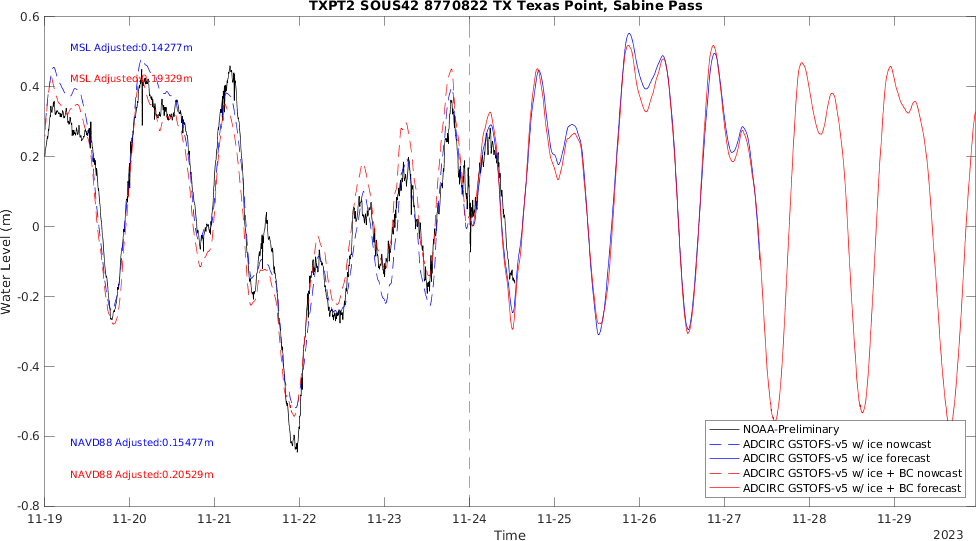 TXPT2 SOUS42 8770822 TX Texas Point, Sabine Pass
0.6
0.4
0.2
0
-0.2
-0.4
-0.6
-0.8
Water Level (m)
MSL Adjusted:0.14277m
MSL Adjusted:0.19329m
NAVD88 Adjusted:0.15477m
NAVD88 Adjusted:0.20529m
NOAA-Preliminary
ADCIRC GSTOFS-v5 w/ ice nowcast
ADCIRC GSTOFS-v5 w/ ice forecast
ADCIRC GSTOFS-v5 w/ ice + BC nowcast
ADCIRC GSTOFS-v5 w/ ice + BC forecast
11-19 11-20 11-21 11-22 11-23 11-24 11-25 11-26 11-27 11-28 11-29
Time
2023